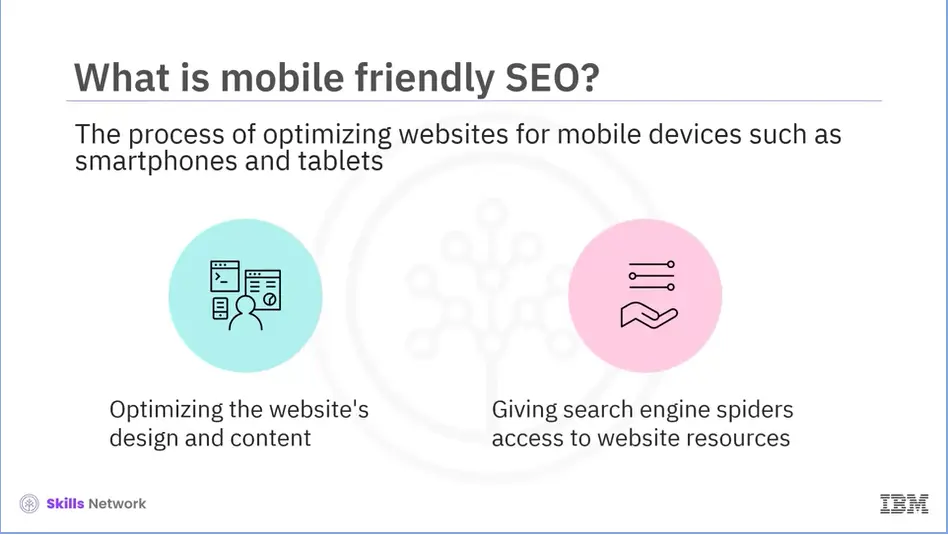 What is mobile friendly SEO?
The process of optimizing websites for mobile devices such as
smartphones and tablets
Optimizing the website's
design and content
Giving search engine spiders
access to website resources
Skills Network
IBM